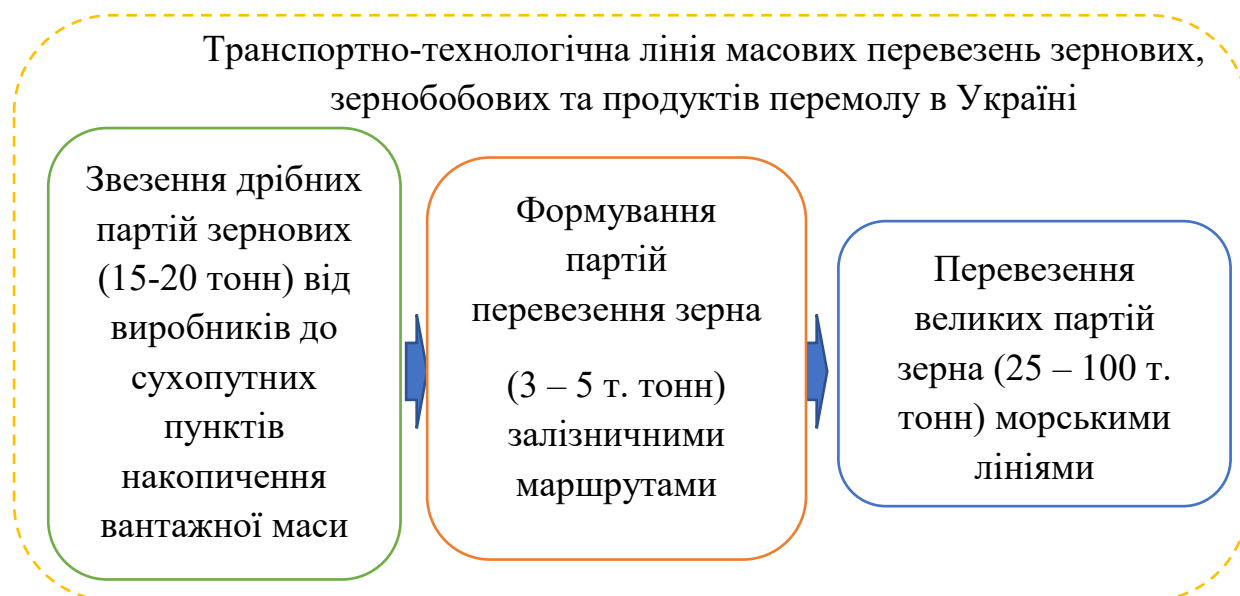 Транспортно-технологічна лінія масових перевезень зернових,
зернобобових та продуктів перемолу в Україні
Звезення дрібних
партій зернових
(15-20 тонн) від
виробників до
сухопутних
пунктів
накопичення
вантажної маси
Формування
партій
перевезення зерна
(3 – 5 т. тонн)
залізничними
маршрутами
Перевезення
великих партій
зерна (25 – 100 т.
тонн) морськими
лініями